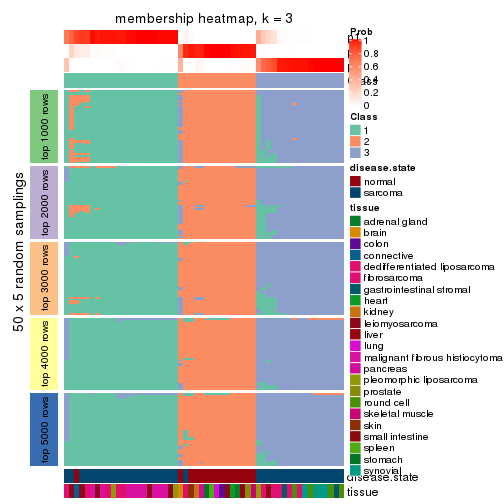 membership heatmap, k = 3
50 x 5 random samplings
top 1000 rows
top 2000 rows
top 3000 rows
top 4000 rows
top 5000 rows
disease.state
tissue
Prob
1
0.8
0.6
0.4
0.2
0
Class
1
2
3
disease.state
normal
sarcoma
tissue
adrenal gland
brain
colon
connective
dedifferentiated liposarcoma
fibrosarcoma
gastrointestinal stromal
heart
kidney
leiomyosarcoma
liver
lung
malignant fibrous histiocytoma
pancreas
pleomorphic liposarcoma
prostate
round cell
skeletal muscle
skin
small intestine
spleen
stomach
synovial